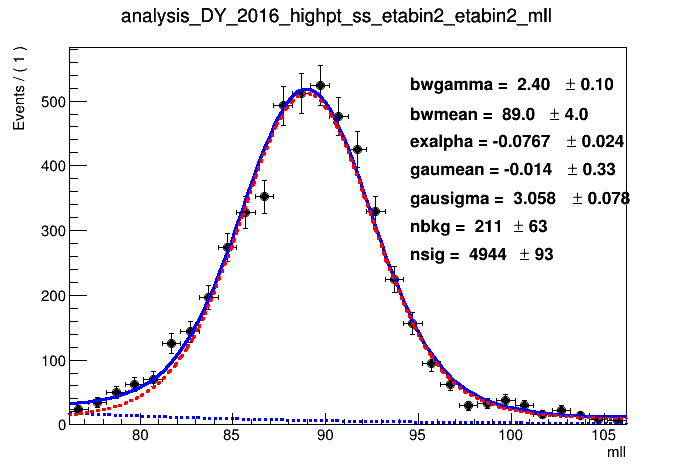 analysis_DY_2016_highpt_ss_etabin2_etabin2_mll
Events / ( 1 )
500
400
300
200
100
0
bwgamma = 2.40 ± 0.10
bwmean = 89.0 ± 4.0
exalpha = -0.0767 ± 0.024
gaumean = -0.014 ± 0.33
gausigma = 3.058 ± 0.078
nbkg = 211 ± 63
nsig = 4944 ± 93
80 85 90 95 100 105
mll